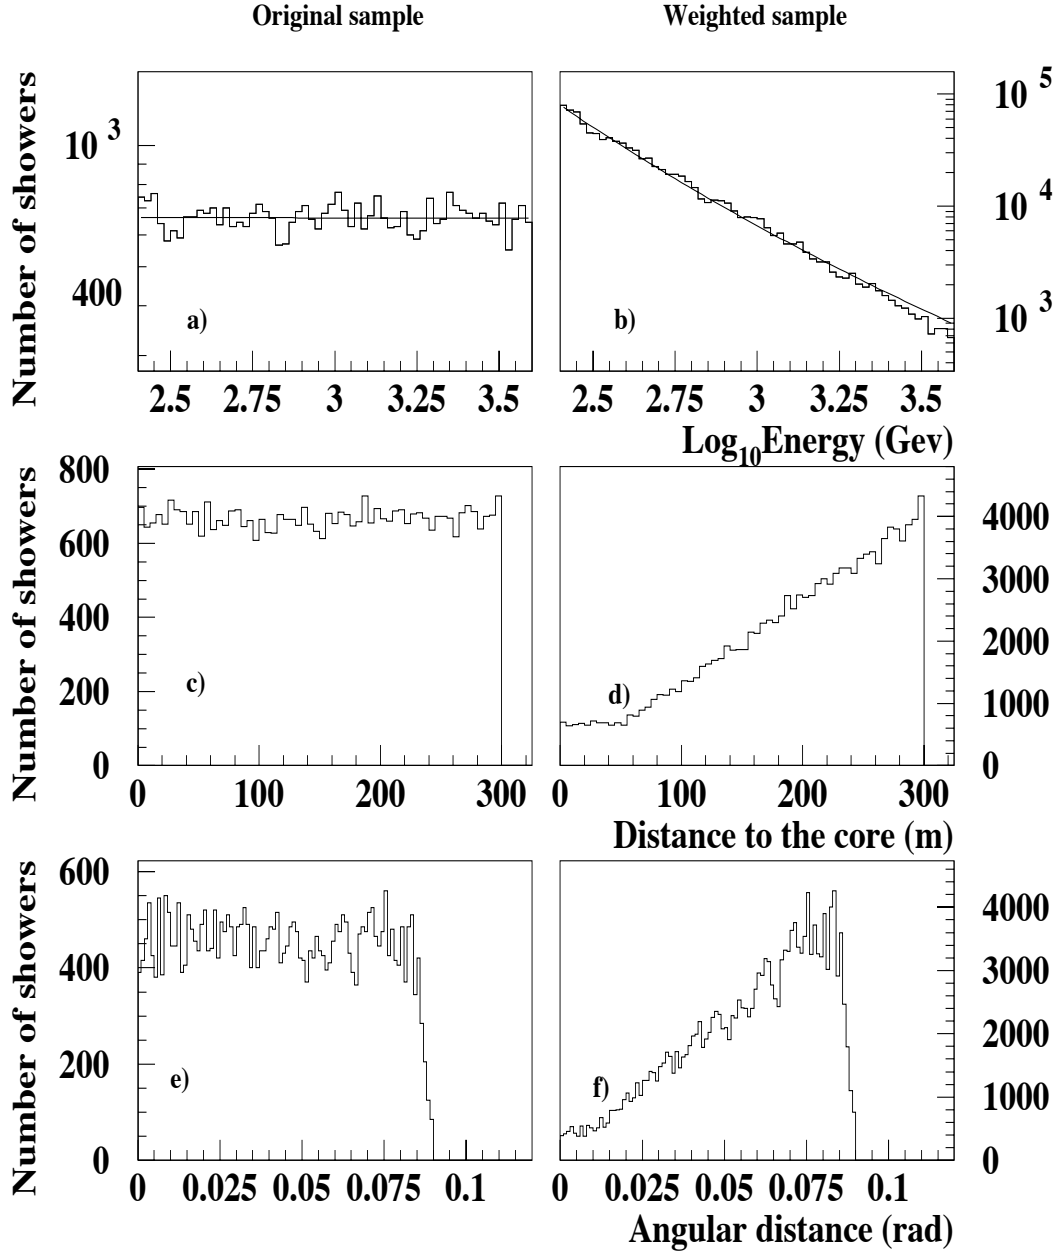 Original sample
Weighted sample
Number of showers
10 3
400
a)
2.5 2.75 3 3.25 3.5
10 5
10 4
10 3
b)
2.5 2.75 3 3.25 3.5
Log10Energy (Gev)
Number of showers
800
600
400
200
0
c)
0 100 200 300
4000
3000
2000
1000
0
d)
0 100 200 300
Distance to the core (m)
Number of showers
600
400
200
0
e)
0 0.025 0.05 0.075 0.1
4000
3000
2000
1000
0
f)
0 0.025 0.05 0.075 0.1
Angular distance (rad)